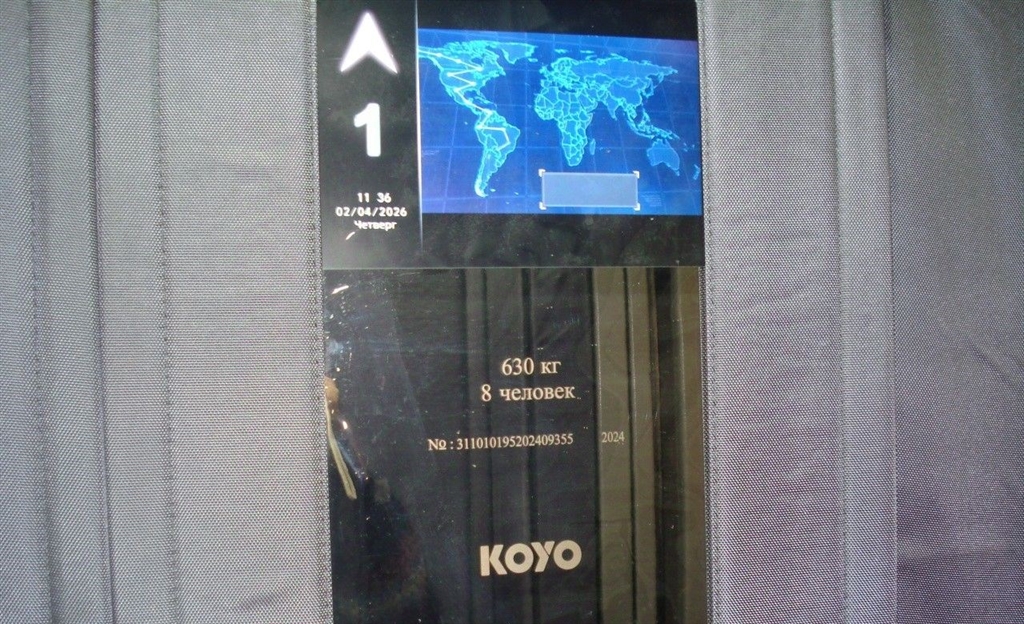 1
11 36
02/04/2026
Четверг
630 кг
8 человек
№ : 311010195202409355 2024
KOYO